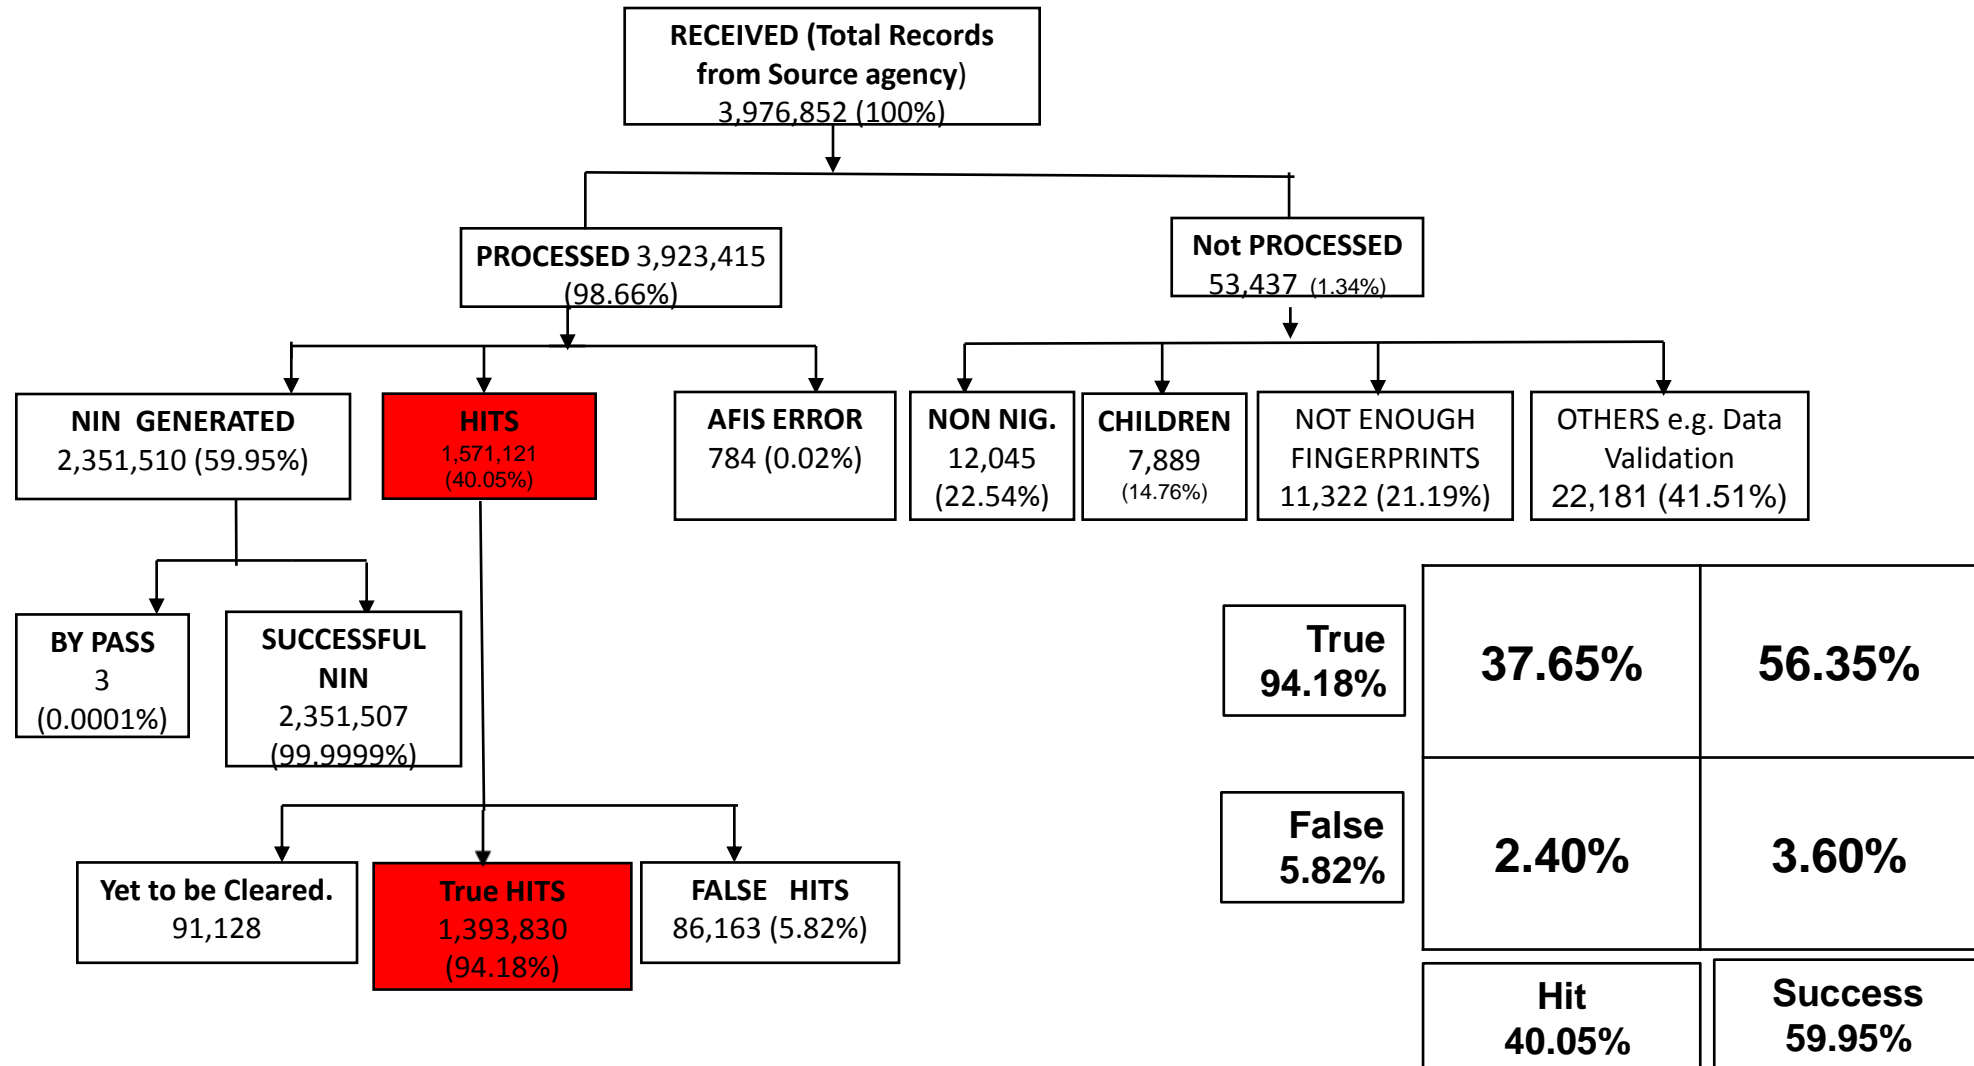 RECEIVED (Total Records
from Source agency)
3,976,852 (100%)
PROCESSED 3,923,415
(98.66%)
Not PROCESSED
53,437 (1.34%)
NIN GENERATED
2,351,510 (59.95%)
HITS
1,571,121
(40.05%)
AFIS ERROR
784 (0.02%)
NON NIG.
12,045
(22.54%)
CHILDREN
7,889
(14.76%)
NOT ENOUGH
FINGERPRINTS
11,322 (21.19%)
OTHERS e.g. Data
Validation
22,181 (41.51%)
BY PASS
3
(0.0001%)
SUCCESSFUL
NIN
2,351,507
(99.9999%)
Yet to be Cleared.
91,128
True HITS
1,393,830
(94.18%)
FALSE HITS
86,163 (5.82%)
True
94.18%
37.65%
56.35%
False
5.82%
2.40%
3.60%
Hit
40.05%
Success
59.95%